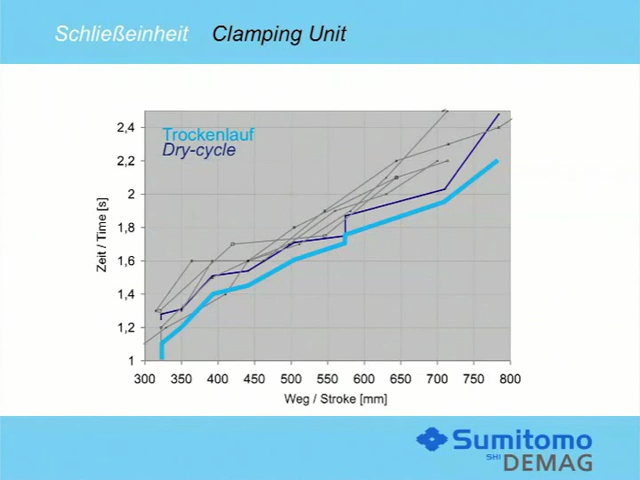 Schließeinheit Clamping Unit
Trockenlauf
Dry-cycle
2,4
2,2
2
1,8
1,6
1,4
1,2
1
Zeit / Time [s]
300 350 400 450 500 550 600 650 700 750 800
Weg / Stroke [mm]
Sumitomo
SHI DEMAG